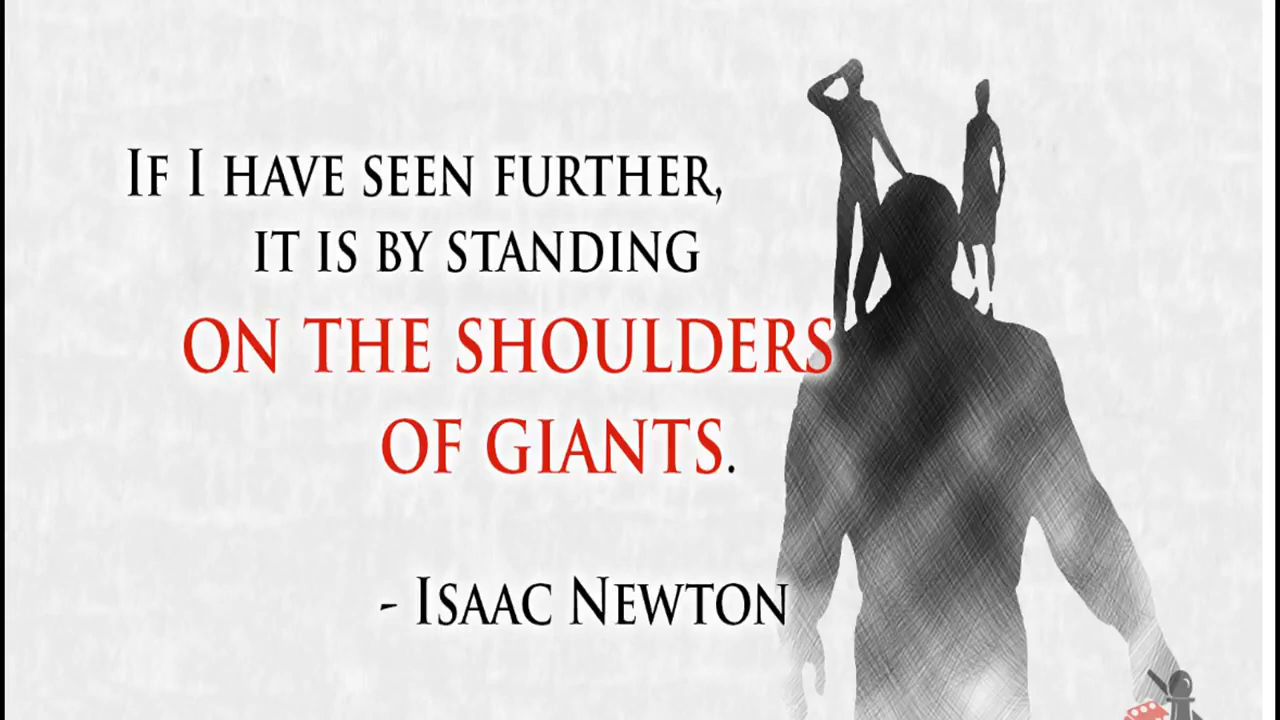 If I have seen further,
it is by standing
on the shoulders
of giants.
- Isaac Newton